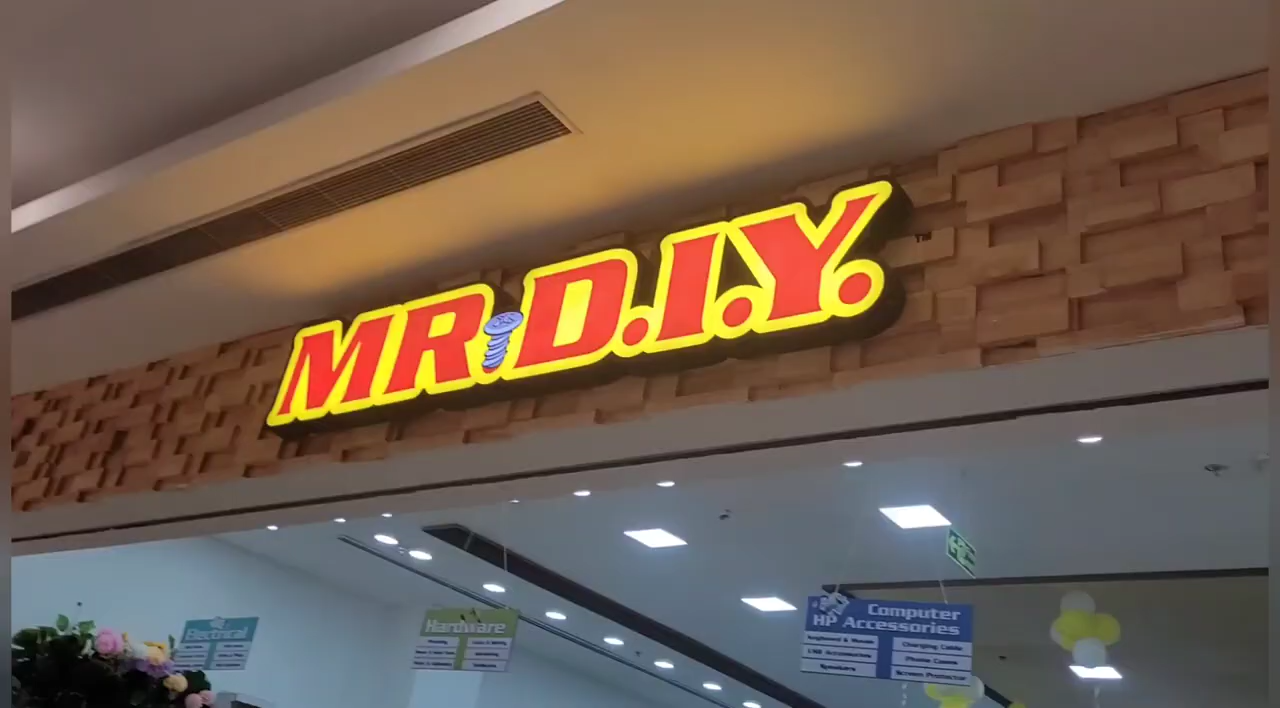 MR D.I.Y.
TM
Electrical
Hardware
Computer
HP Accessories
Keyboard & Mouse
USB Accessories
Speakers
Charging Cable
Phone Cases
Screen Protector